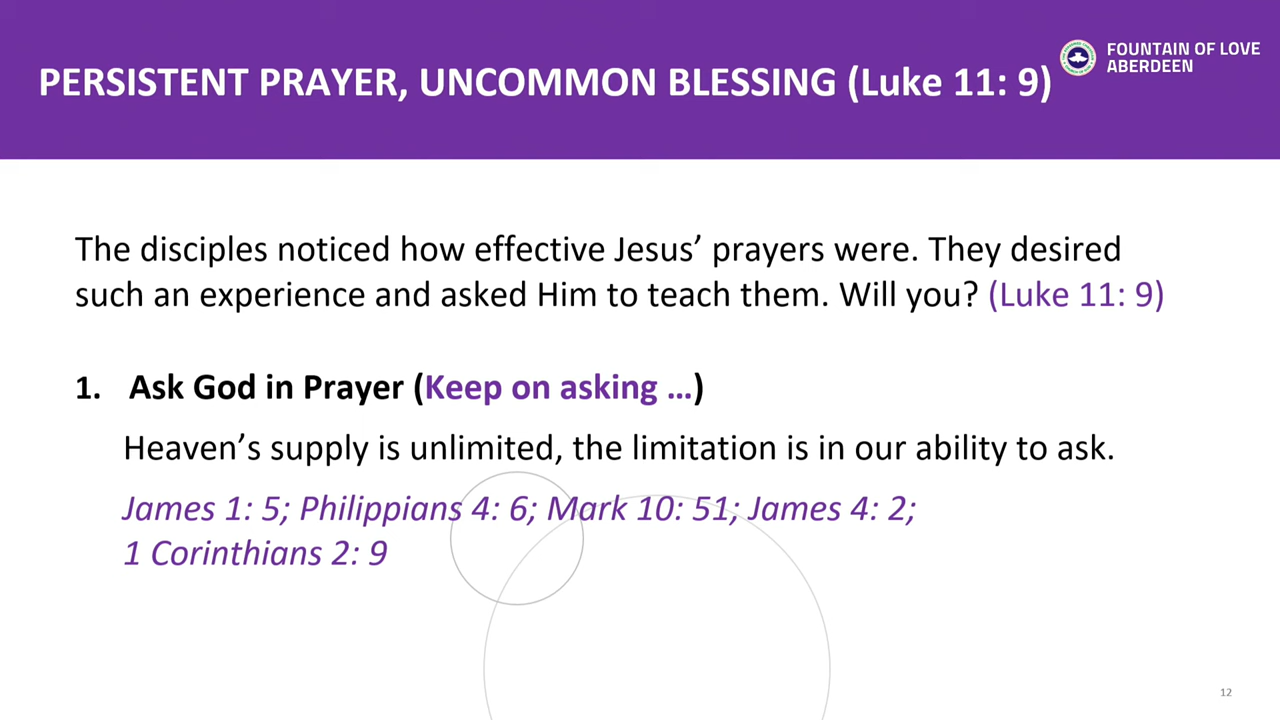 PERSISTENT PRAYER, UNCOMMON BLESSING (Luke 11: 9)
FOUNTAIN OF LOVE
ABERDEEN
The disciples noticed how effective Jesus’ prayers were. They desired
such an experience and asked Him to teach them. Will you? (Luke 11: 9)
1. Ask God in Prayer (Keep on asking ...)
Heaven’s supply is unlimited, the limitation is in our ability to ask.
James 1: 5; Philippians 4: 6; Mark 10: 51; James 4: 2;
1 Corinthians 2: 9
12